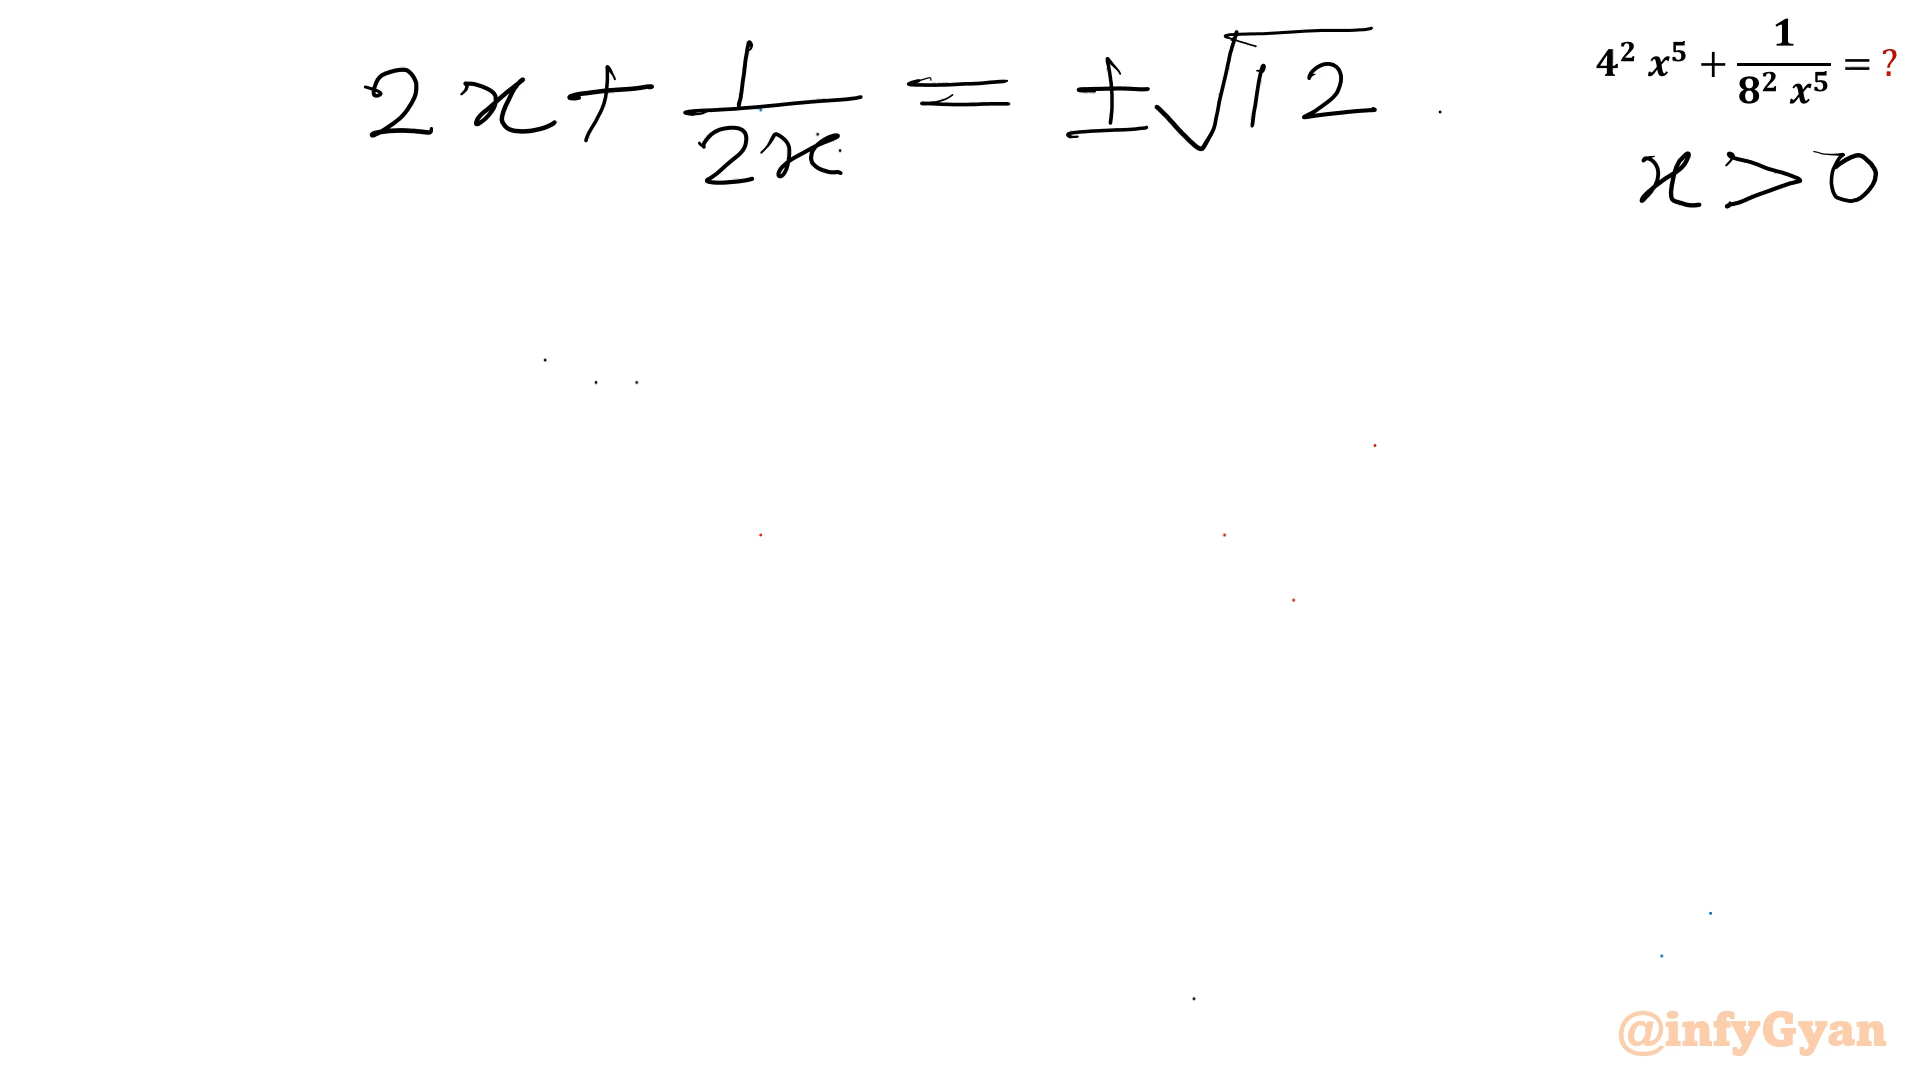 2x + 1/2x = ±√12
4² x⁵ + 1/8² x⁵ = ?
x > 0
@infyGyan